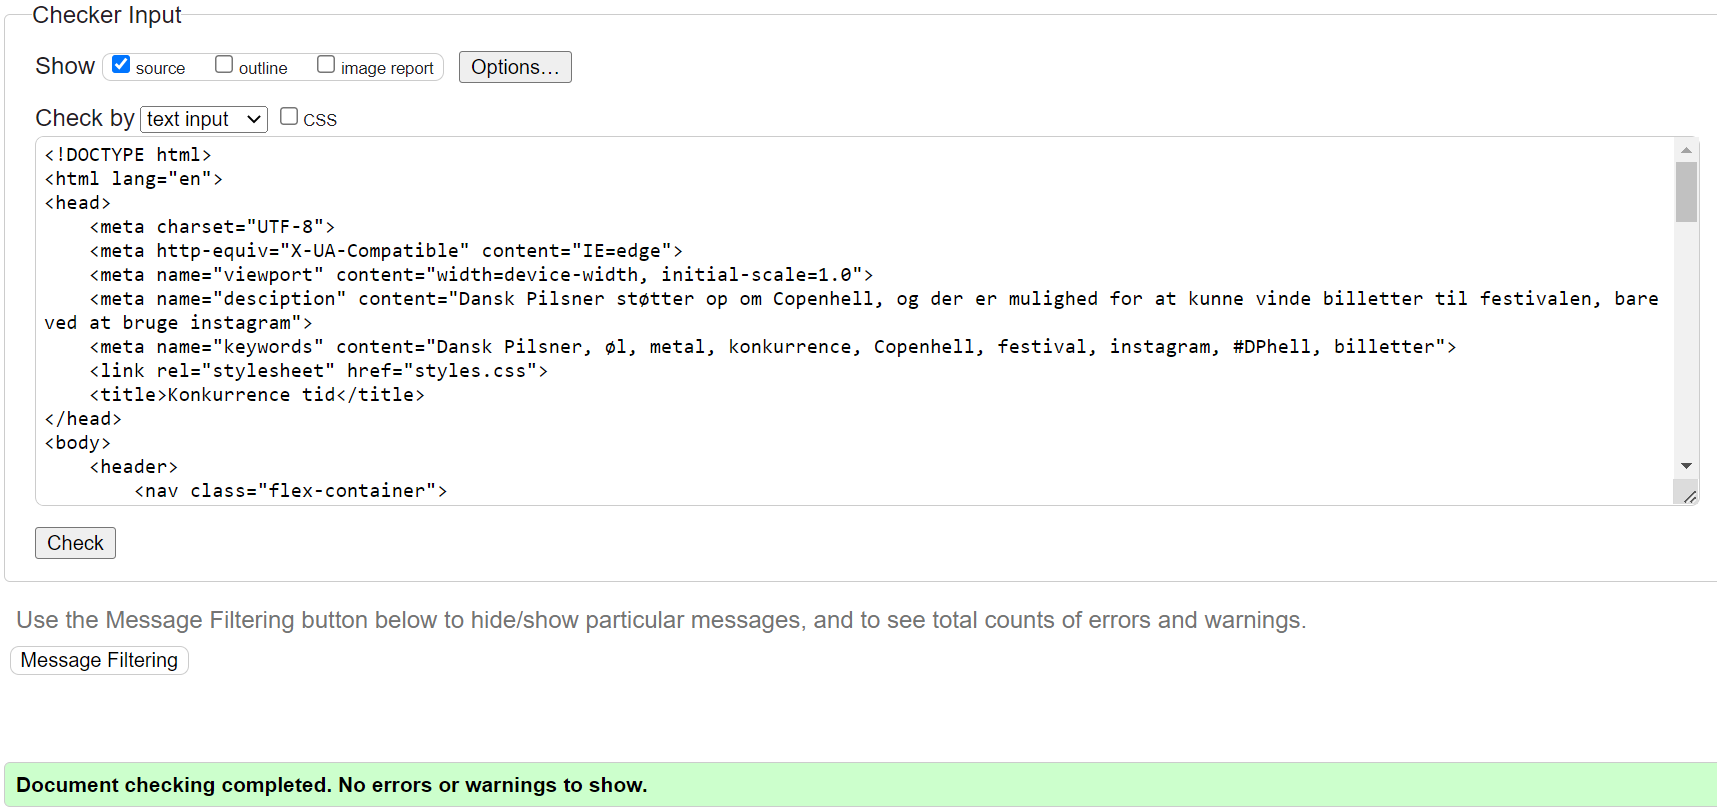 Checker Input
Show source outline image report Options...
Check by text input CSS
<!DOCTYPE html>
<html lang="en">
<head>
    <meta charset="UTF-8">
    <meta http-equiv="X-UA-Compatible" content="IE=edge">
    <meta name="viewport" content="width=device-width, initial-scale=1.0">
    <meta name="desciption" content="Dansk Pilsner støtter op om Copenhell, og der er mulighed for at kunne vinde billetter til festivalen, bare
ved at bruge instagram">
    <meta name="keywords" content="Dansk Pilsner, øl, metal, konkurrence, Copenhell, festival, instagram, #DPhell, billetter">
    <link rel="stylesheet" href="styles.css">
    <title>Konkurrence tid</title>
</head>
<body>
    <header>
        <nav class="flex-container">
Check
Use the Message Filtering button below to hide/show particular messages, and to see total counts of errors and warnings.
Message Filtering
Document checking completed. No errors or warnings to show.